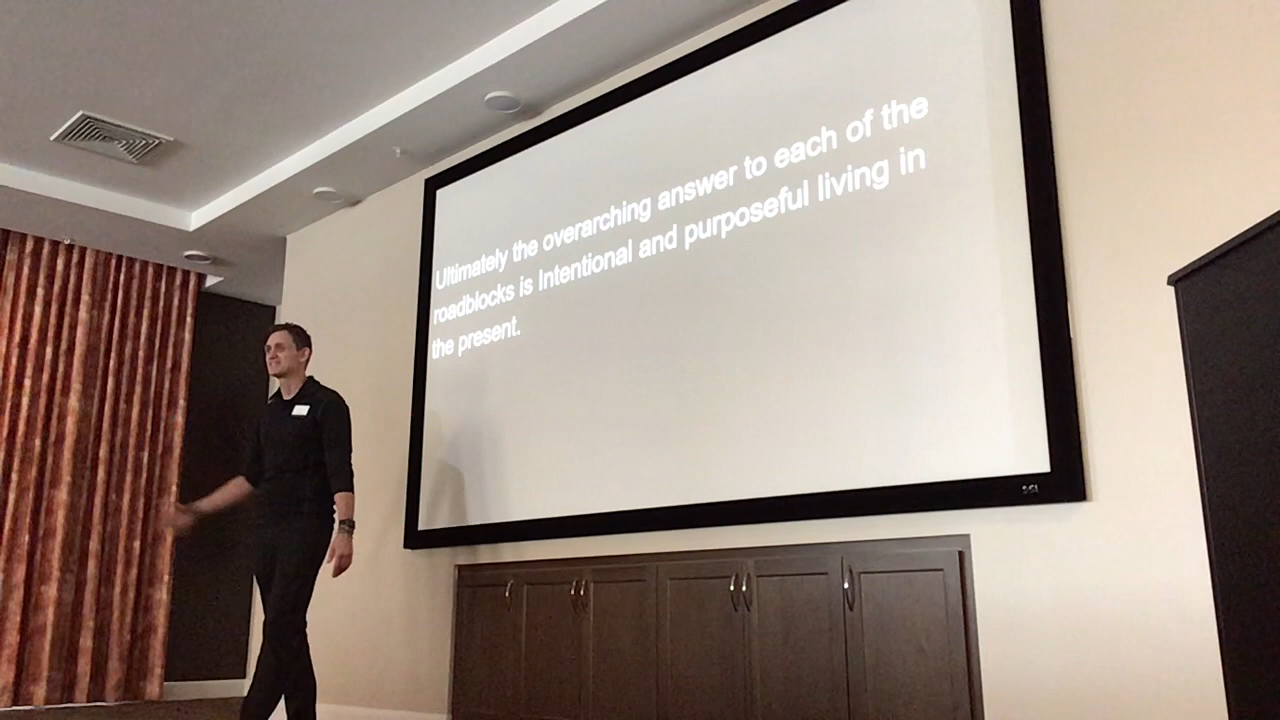 Ultimately the overarching answer to each of the
roadblocks is Intentional and purposeful living in
the present.